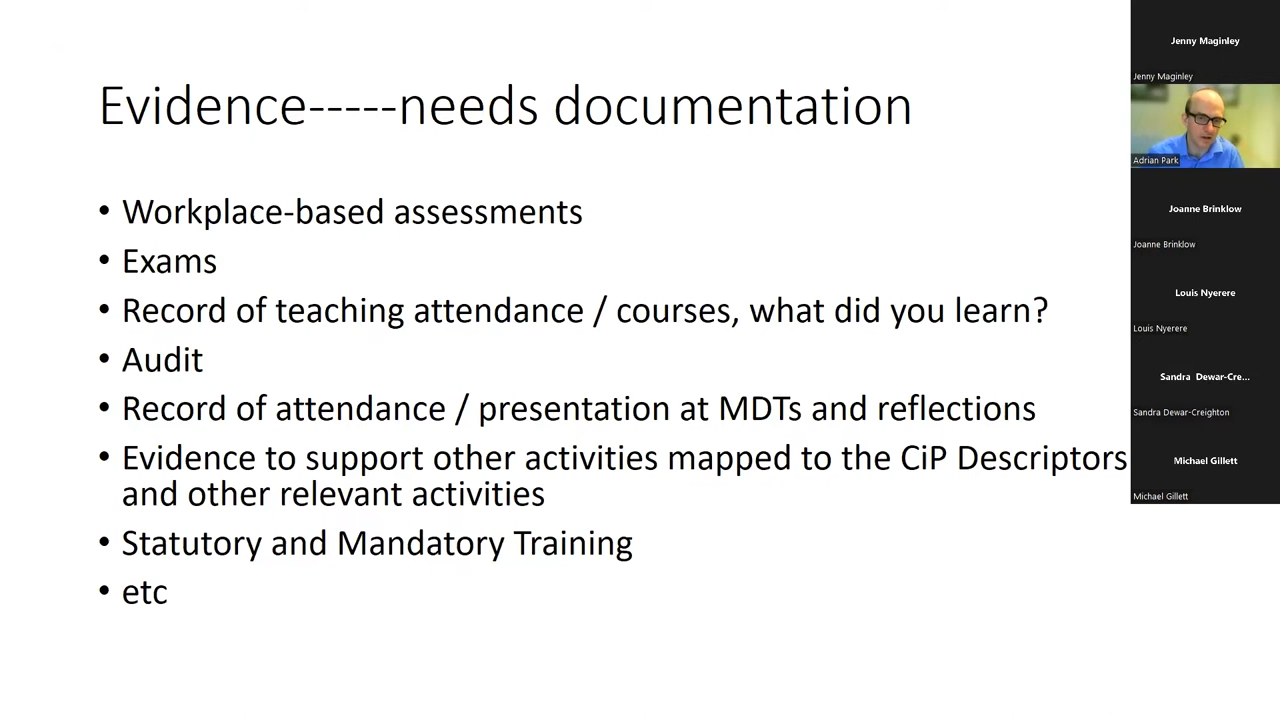 Evidence-----needs documentation
• Workplace-based assessments
• Exams
• Record of teaching attendance / courses, what did you learn?
• Audit
• Record of attendance / presentation at MDTs and reflections
• Evidence to support other activities mapped to the CiP Descriptors
and other relevant activities
• Statutory and Mandatory Training
• etc
Jenny Maginley
Jenny Maginley
Adrian Park
Joanne Brinklow
Joanne Brinklow
Louis Nyerere
Louis Nyerere
Sandra Dewar-Cre...
Sandra Dewar-Creighton
Michael Gillett
Michael Gillett